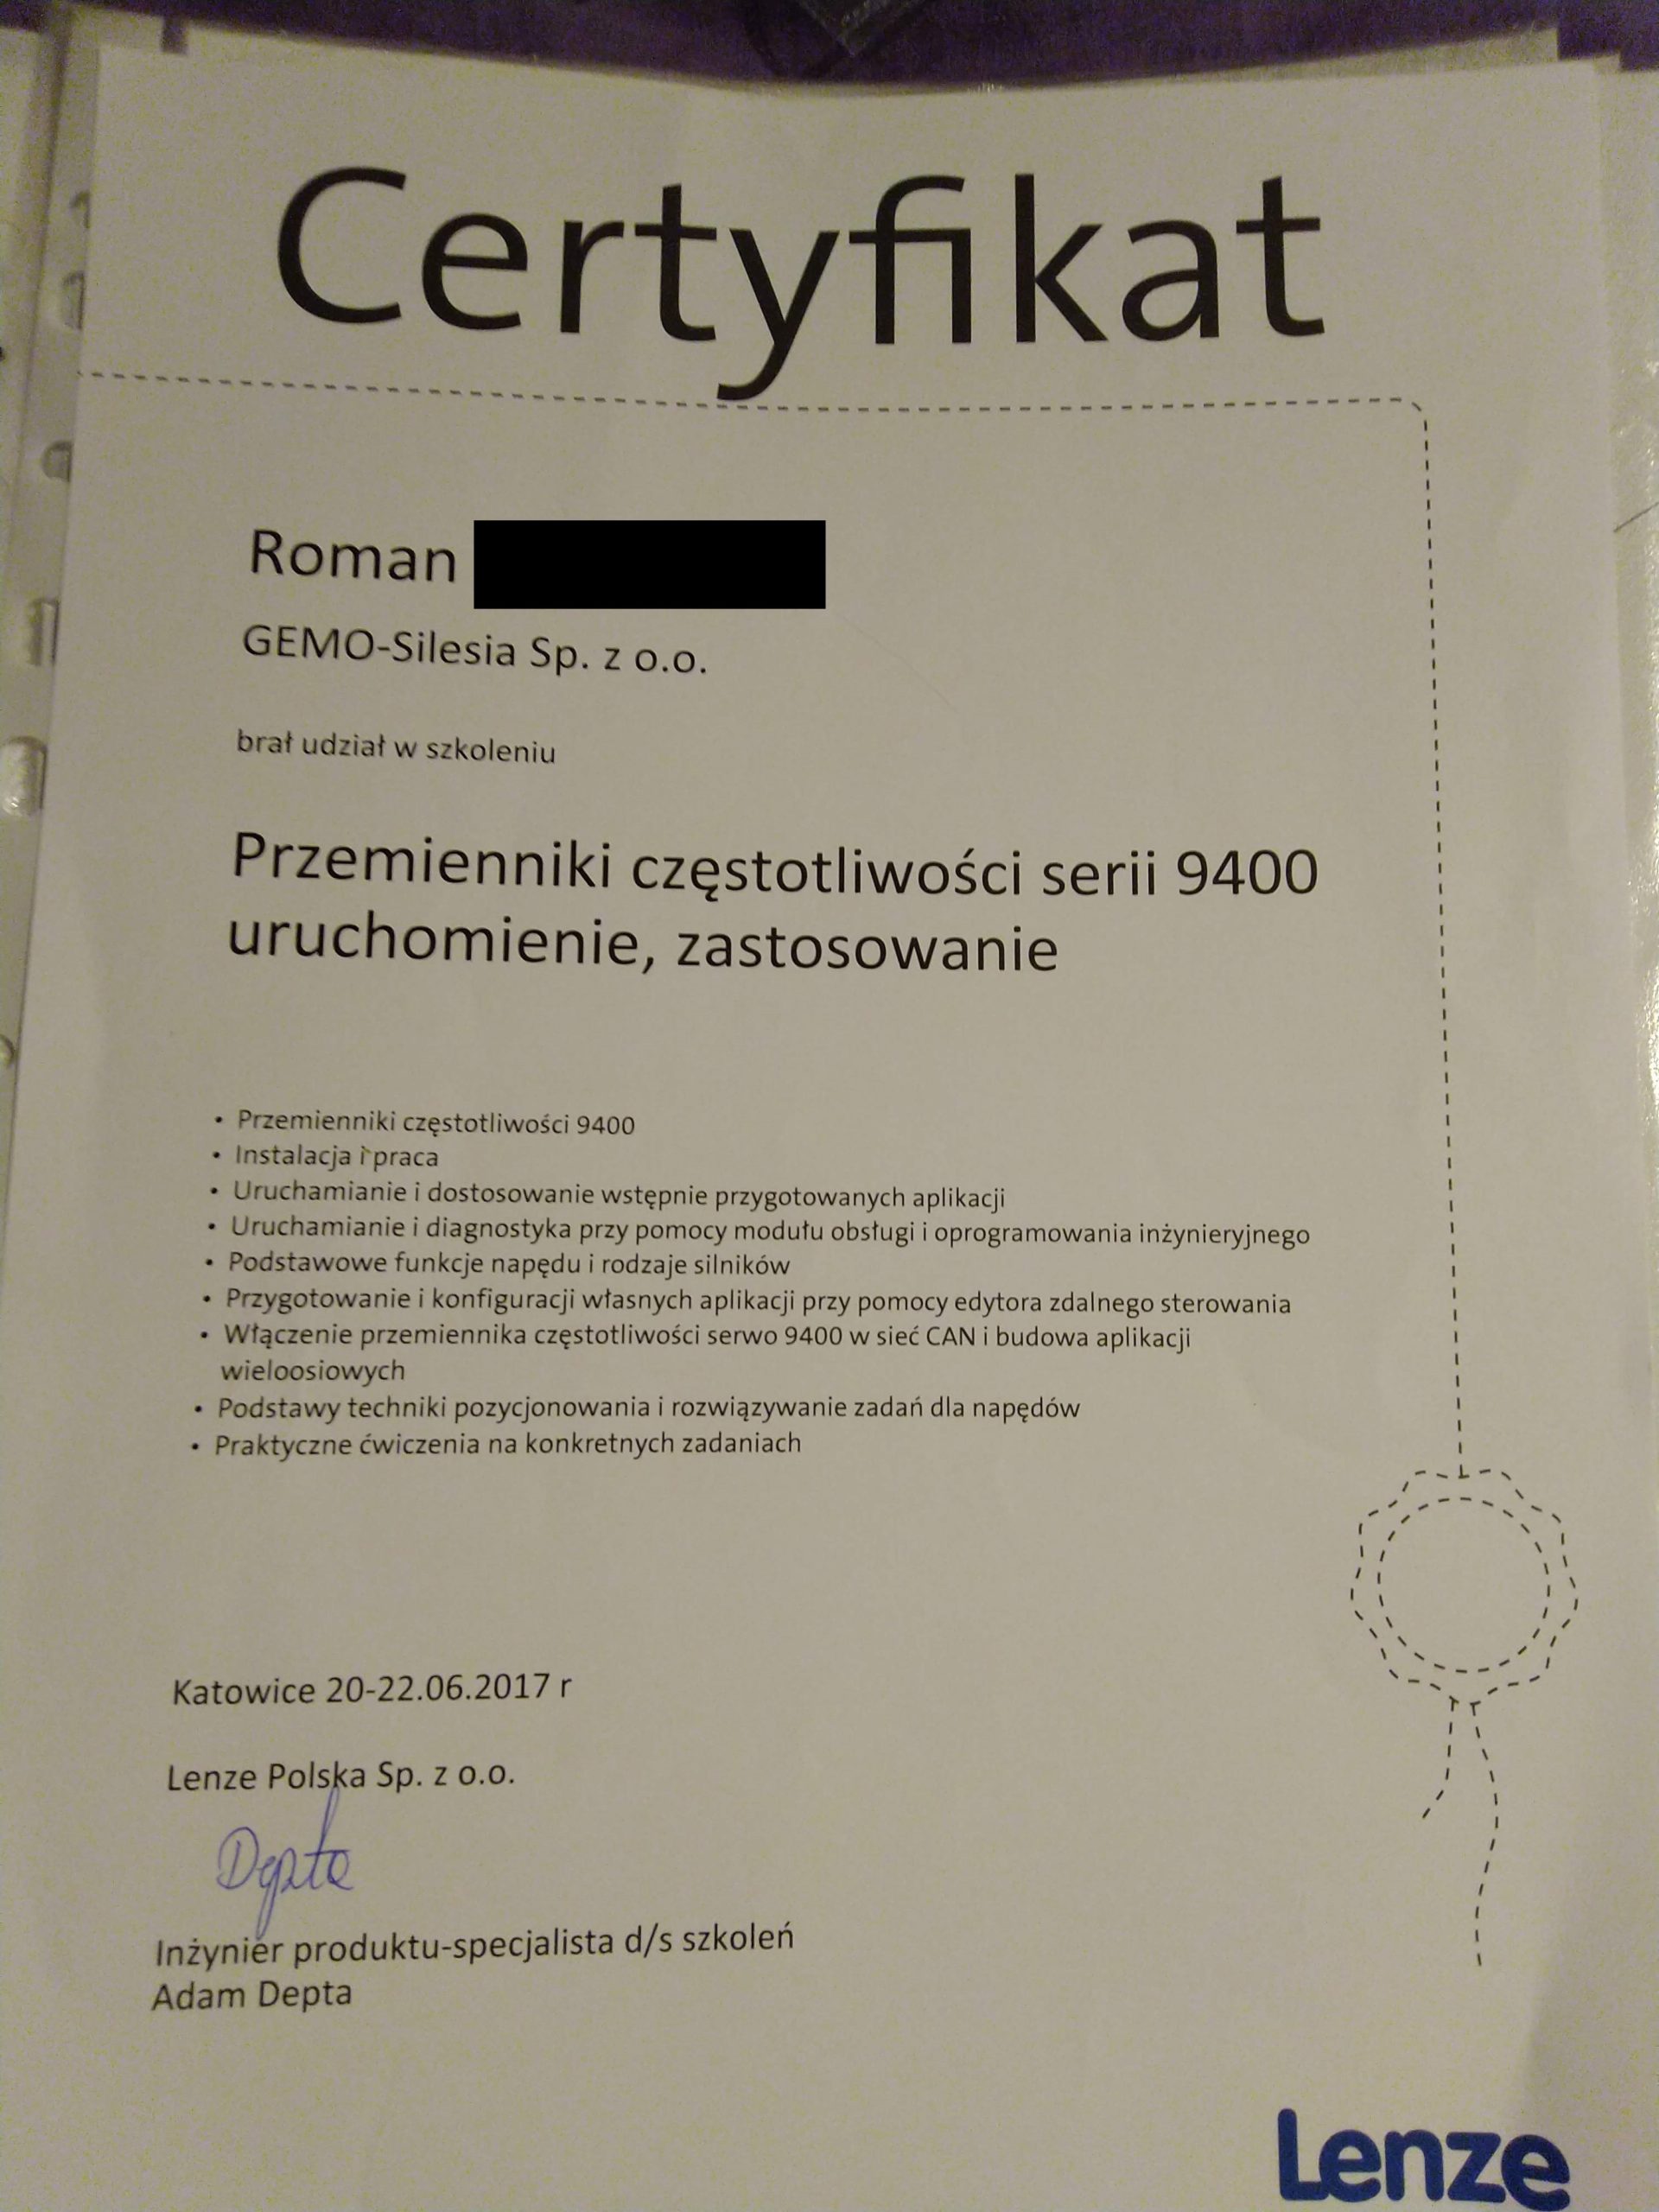 Certyfikat
Roman
GEMO-Silesia Sp. z o.o.
brał udział w szkoleniu
Przemienniki częstotliwości serii 9400
uruchomienie, zastosowanie
• Przemienniki częstotliwości 9400
• Instalacja i praca
• Uruchamianie i dostosowanie wstępnie przygotowanych aplikacji
• Uruchamianie i diagnostyka przy pomocy modułu obsługi i oprogramowania inżynieryjnego
• Podstawowe funkcje napędu i rodzaje silników
• Przygotowanie i konfiguracji własnych aplikacji przy pomocy edytora zdalnego sterowania
• Włączenie przemiennika częstotliwości serwo 9400 w sieć CAN i budowa aplikacji
wieloosiowych
• Podstawy techniki pozycjonowania i rozwiązywanie zadań dla napędów
• Praktyczne ćwiczenia na konkretnych zadaniach
Katowice 20-22.06.2017 r
Lenze Polska Sp. z o.o.
Depta
Inżynier produktu-specjalista d/s szkoleń
Adam Depta
Lenze